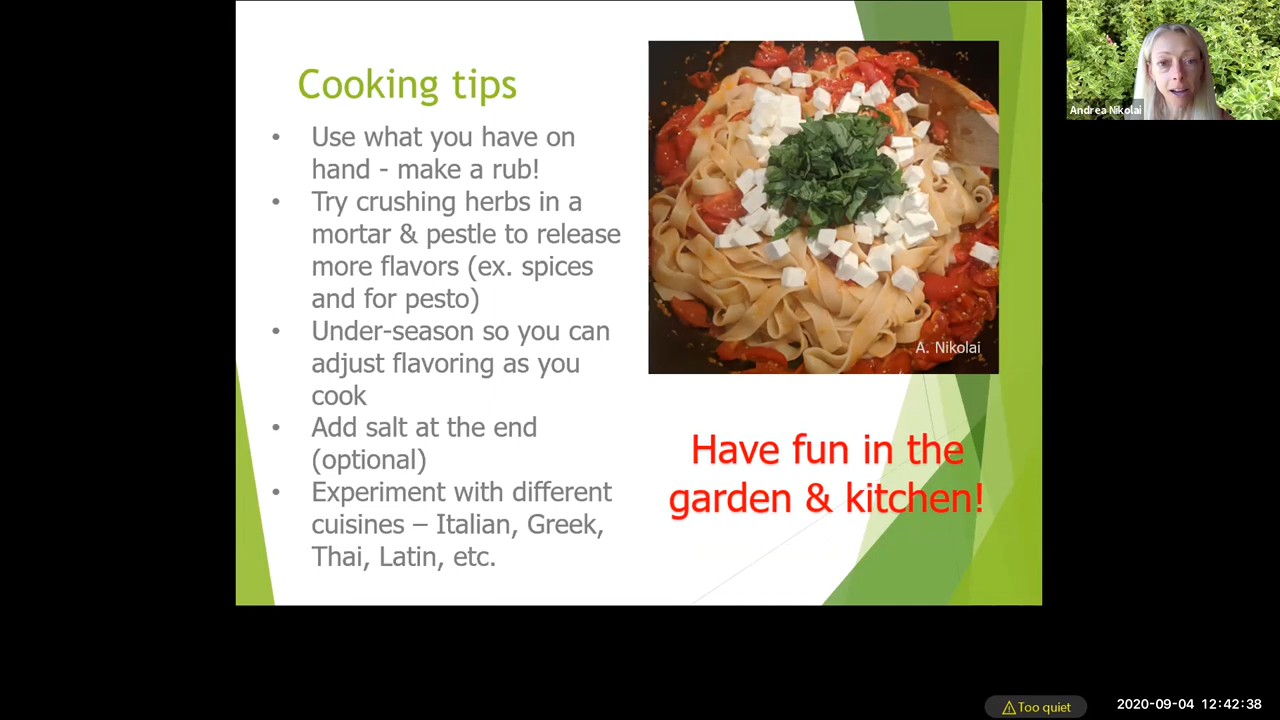 Cooking tips
• Use what you have on
hand - make a rub!
• Try crushing herbs in a
mortar & pestle to release
more flavors (ex. spices
and for pesto)
• Under-season so you can
adjust flavoring as you
cook
• Add salt at the end
(optional)
• Experiment with different
cuisines – Italian, Greek,
Thai, Latin, etc.
A. Nikolai
Have fun in the
garden & kitchen!
Andrea Nikolai
Too quiet
2020-09-04 12:42:38